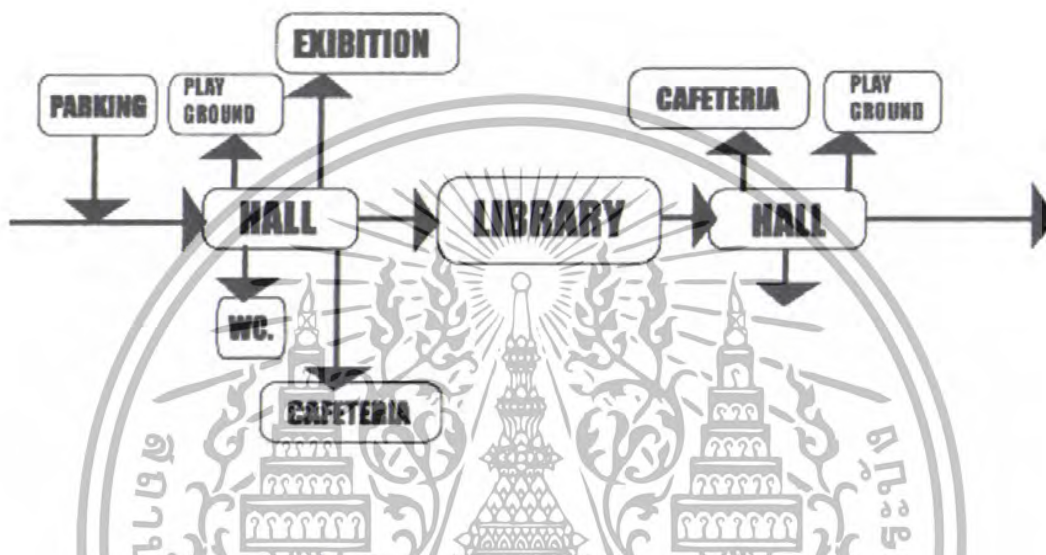 EXIBITION
PARKING
PLAY
GROUND
CAFETERIA
PLAY
GROUND
HALL
LIBRARY
HALL
WC.
CAFETERIA